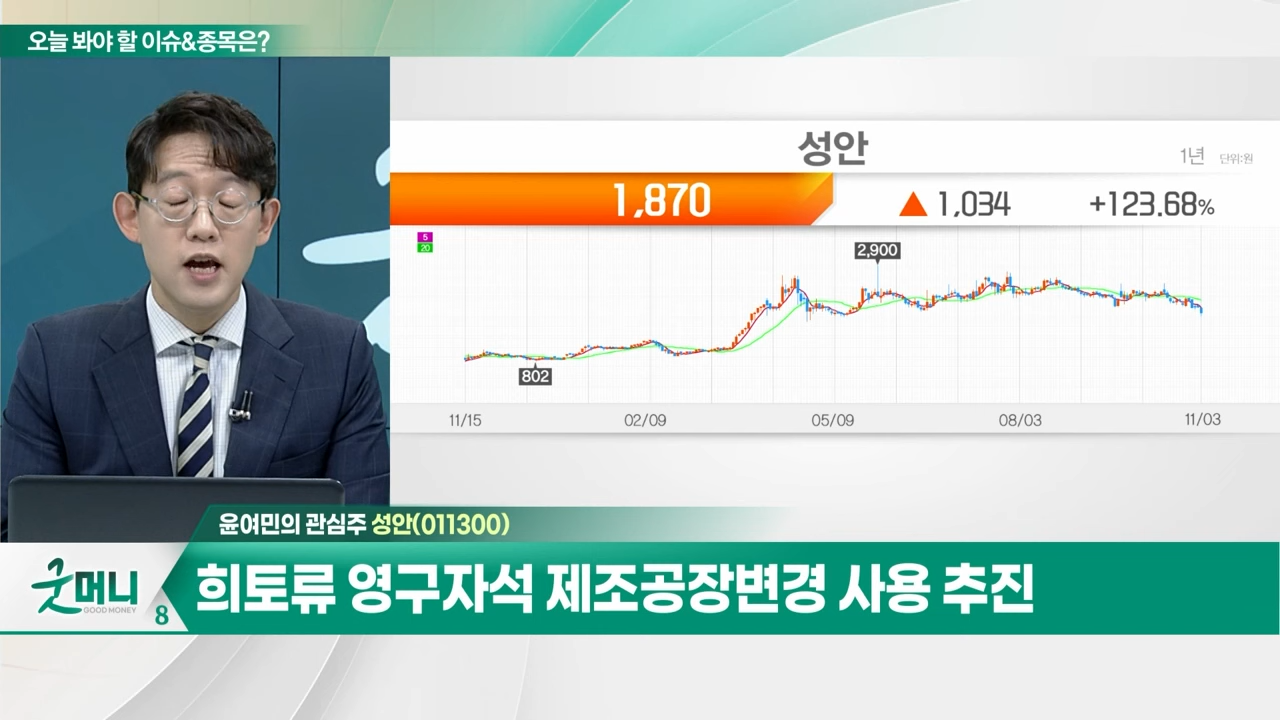 오늘 봐야 할 이슈&종목은?
성안
1년 단위:원
1,870 ▲ 1,034 +123.68%
5
20
2,900
802
11/15 02/09 05/09 08/03 11/03
윤여민의 관심주 성안(011300)
굿머니
GOOD MONEY
8
희토류 영구자석 제조공장변경 사용 추진